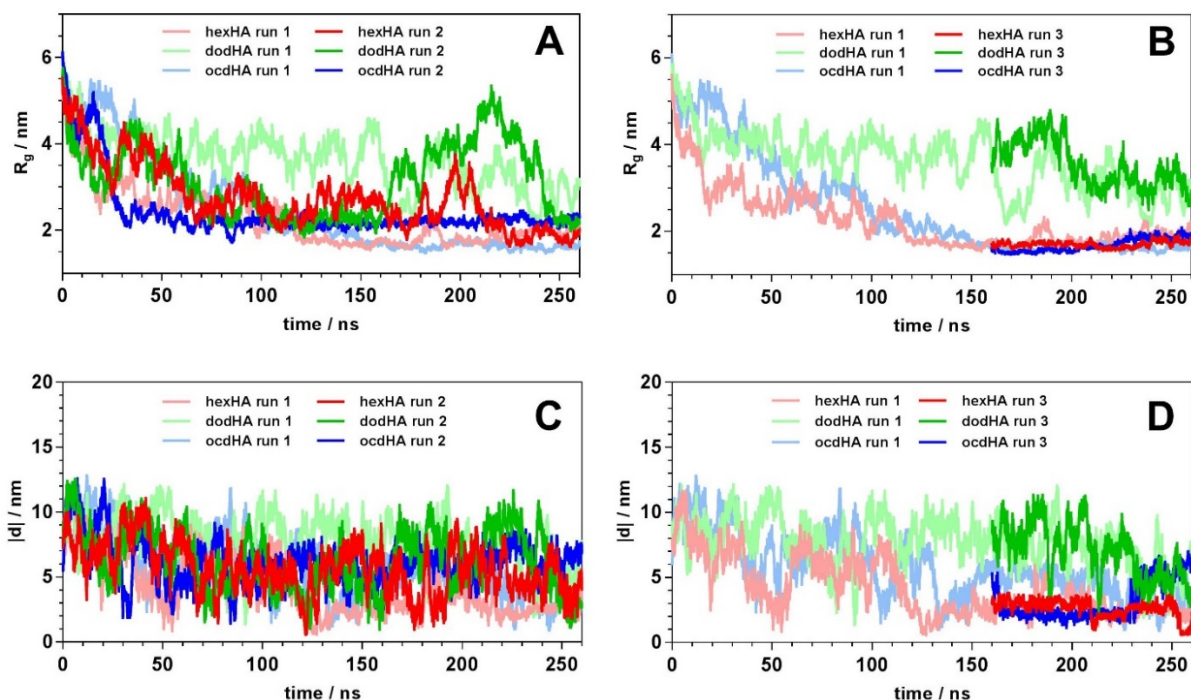 A
hexHA run 1 hexHA run 2
dodHA run 1 dodHA run 2
ocdHA run 1 ocdHA run 2
Rg / nm
6
4
2
0 50 100 150 200 250
time / ns
B
hexHA run 1 hexHA run 3
dodHA run 1 dodHA run 3
ocdHA run 1 ocdHA run 3
Rg / nm
6
4
2
0 50 100 150 200 250
time / ns
C
hexHA run 1 hexHA run 2
dodHA run 1 dodHA run 2
ocdHA run 1 ocdHA run 2
|d| / nm
20
15
10
5
0
0 50 100 150 200 250
time / ns
D
hexHA run 1 hexHA run 3
dodHA run 1 dodHA run 3
ocdHA run 1 ocdHA run 3
|d| / nm
20
15
10
5
0
0 50 100 150 200 250
time / ns